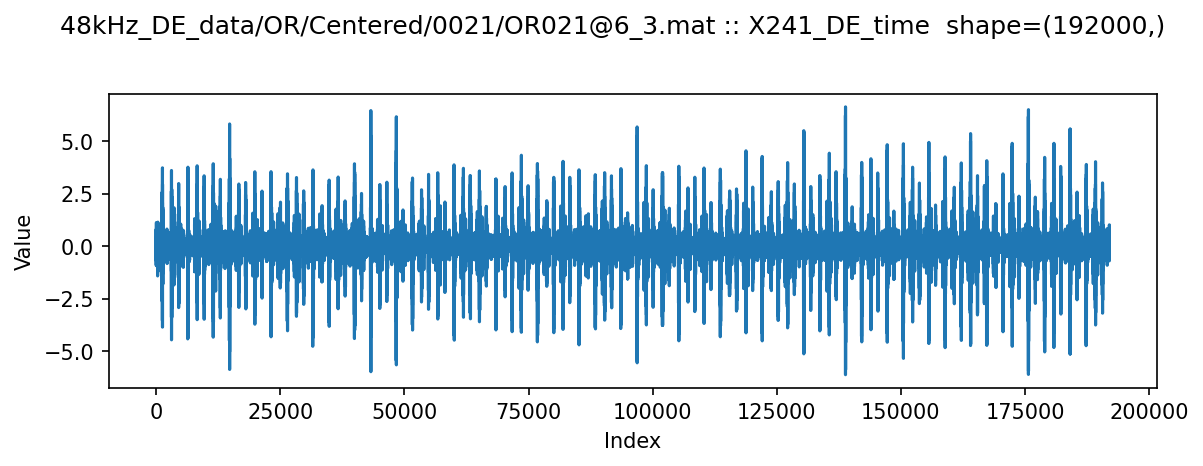 48kHz_DE_data/OR/Centered/0021/OR021@6_3.mat :: X241_DE_time  shape=(192000,)
Value
5.0
2.5
0.0
−2.5
−5.0
0 25000 50000 75000 100000 125000 150000 175000 200000
Index